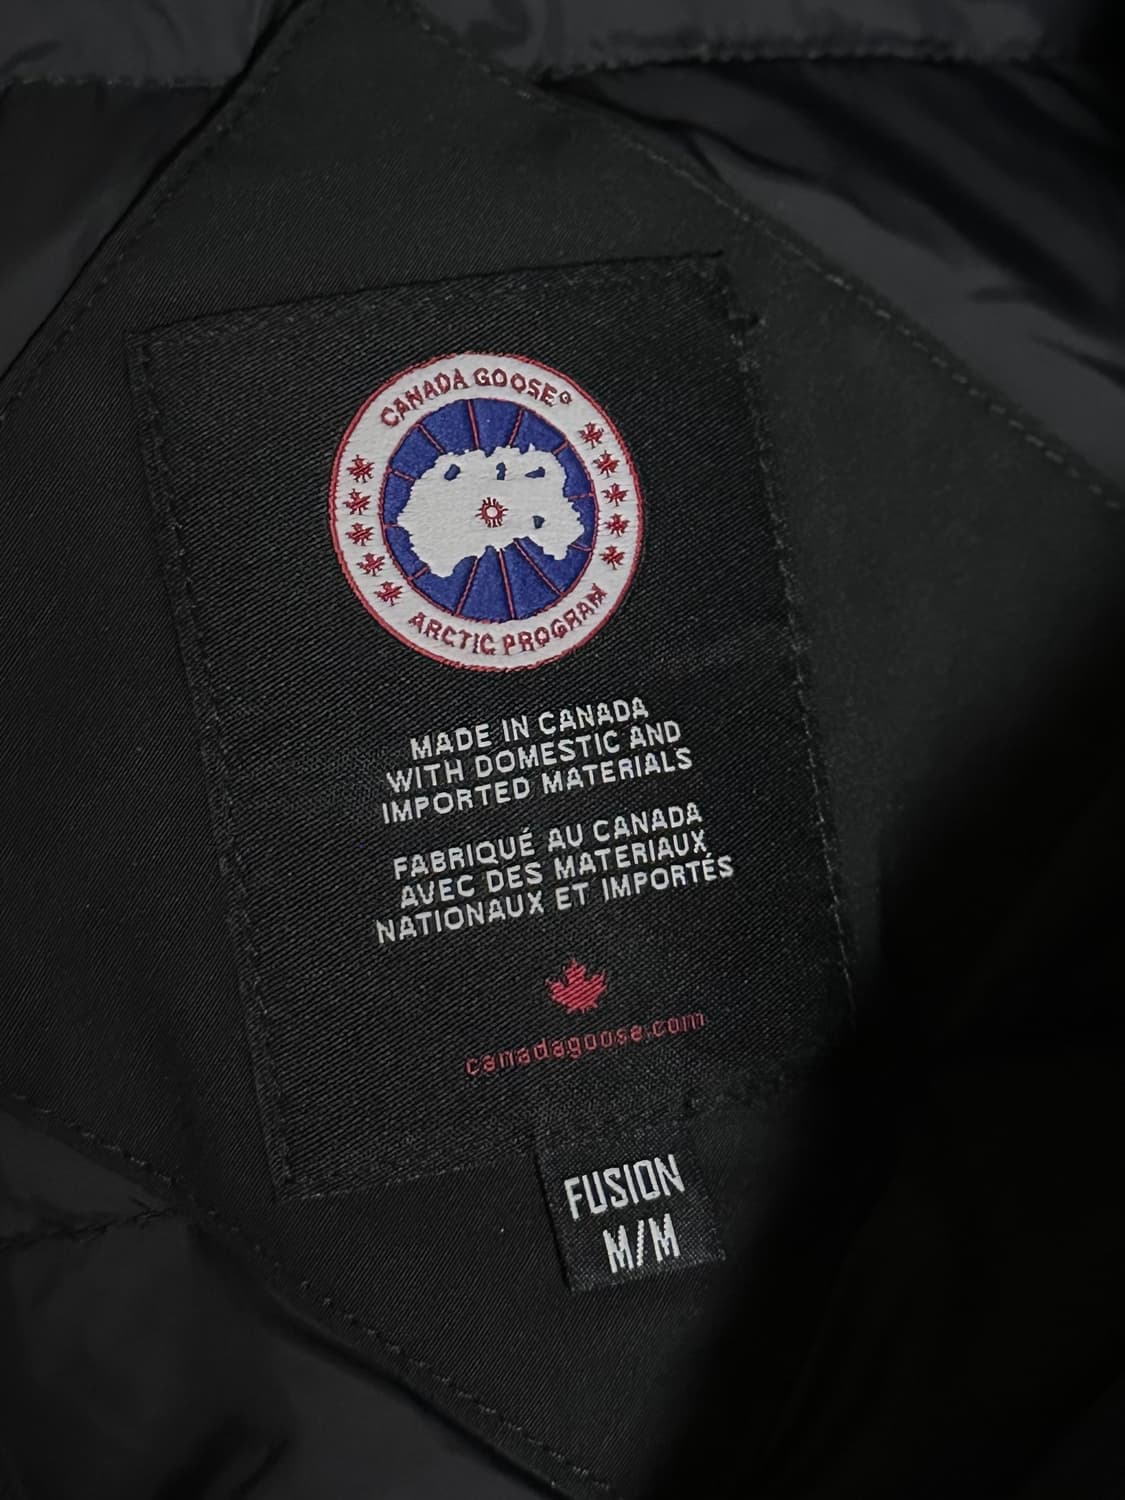 CANADA GOOSE®
ARCTIC PROGRAM
MADE IN CANADA
WITH DOMESTIC AND
IMPORTED MATERIALS
FABRIQUÉ AU CANADA
AVEC DES MATERIAUX
NATIONAUX ET IMPORTÉS
canadagoose.com
FUSION
M/M